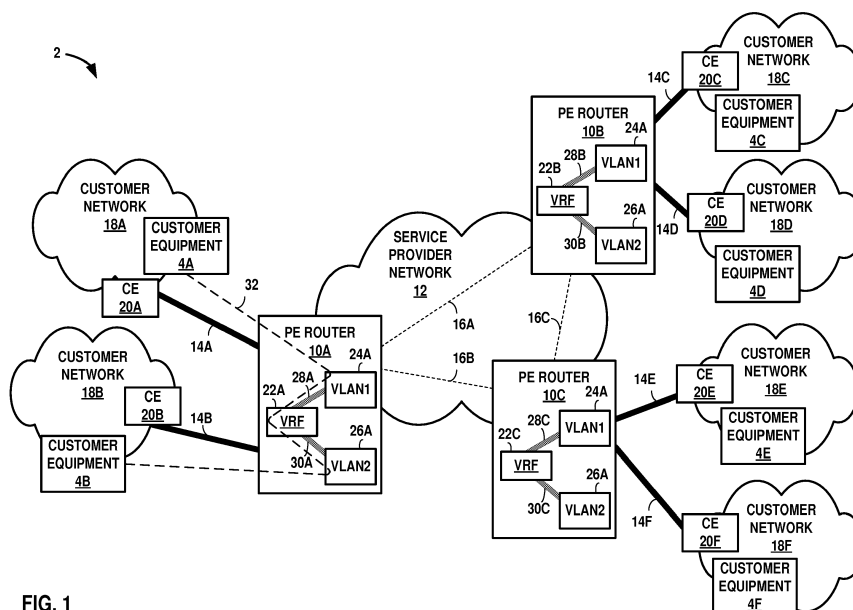 2
CUSTOMER
NETWORK
18A
CUSTOMER
EQUIPMENT
4A
CE
20A
14A
32
CUSTOMER
NETWORK
18B
CE
20B
14B
CUSTOMER
EQUIPMENT
4B
PE ROUTER
10A
24A
VLAN1
28A
22A
VRF
26A
VLAN2
30A
SERVICE
PROVIDER
NETWORK
12
16A
16B
16C
PE ROUTER
10B
24A
VLAN1
28B
22B
VRF
26A
VLAN2
30B
14C
14D
CE
20C
CUSTOMER
NETWORK
18C
CUSTOMER
EQUIPMENT
4C
CE
20D
CUSTOMER
NETWORK
18D
CUSTOMER
EQUIPMENT
4D
PE ROUTER
10C
24A
VLAN1
28C
22C
VRF
26A
VLAN2
30C
14E
14F
CE
20E
CUSTOMER
NETWORK
18E
CUSTOMER
EQUIPMENT
4E
CE
20F
CUSTOMER
NETWORK
18F
CUSTOMER
EQUIPMENT
4F
FIG. 1